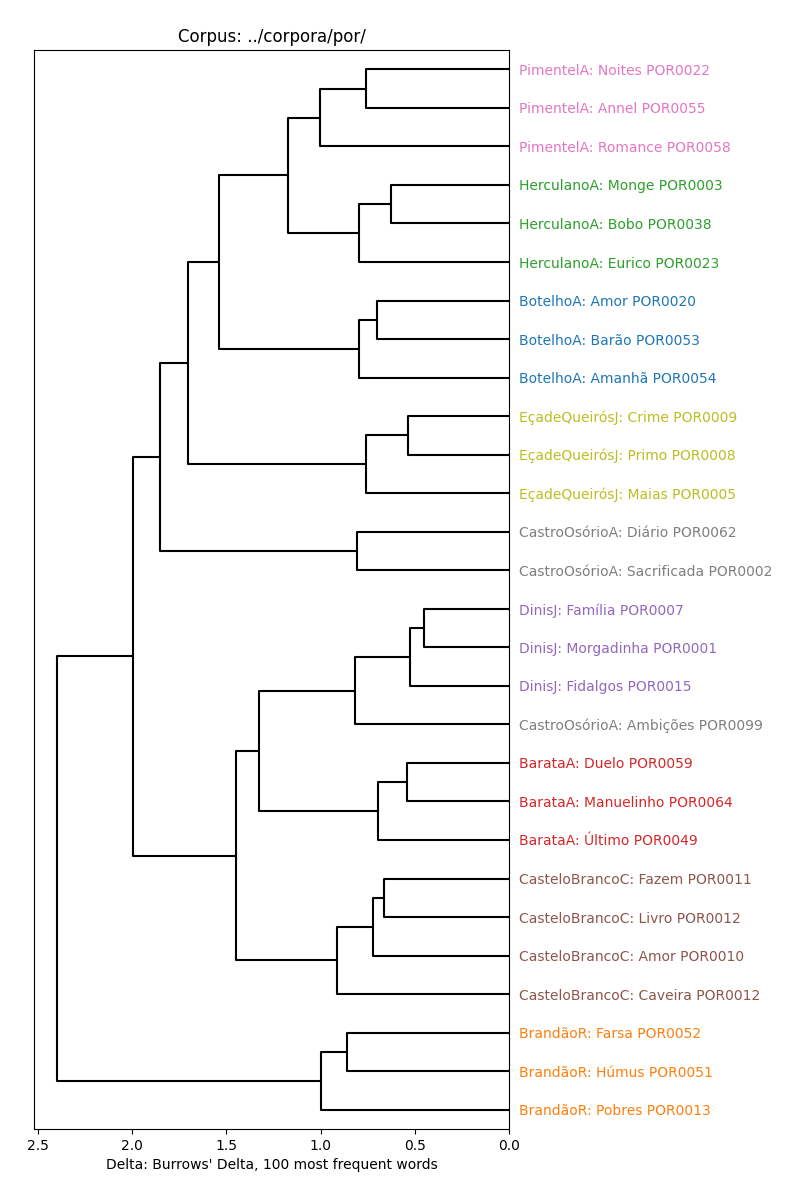 Corpus: ../corpora/por/
PimentelA: Noites POR0022
PimentelA: Annel POR0055
PimentelA: Romance POR0058
HerculanoA: Monge POR0003
HerculanoA: Bobo POR0038
HerculanoA: Eurico POR0023
BotelhoA: Amor POR0020
BotelhoA: Barão POR0053
BotelhoA: Amanhã POR0054
EçadeQueirósJ: Crime POR0009
EçadeQueirósJ: Primo POR0008
EçadeQueirósJ: Maias POR0005
CastroOsórioA: Diário POR0062
CastroOsórioA: Sacrificada POR0002
DinisJ: Família POR0007
DinisJ: Morgadinha POR0001
DinisJ: Fidalgos POR0015
CastroOsórioA: Ambições POR0099
BarataA: Duelo POR0059
BarataA: Manuelinho POR0064
BarataA: Último POR0049
CasteloBrancoC: Fazem POR0011
CasteloBrancoC: Livro POR0012
CasteloBrancoC: Amor POR0010
CasteloBrancoC: Caveira POR0012
BrandãoR: Farsa POR0052
BrandãoR: Húmus POR0051
BrandãoR: Pobres POR0013
2.5 2.0 1.5 1.0 0.5 0.0
Delta: Burrows' Delta, 100 most frequent words